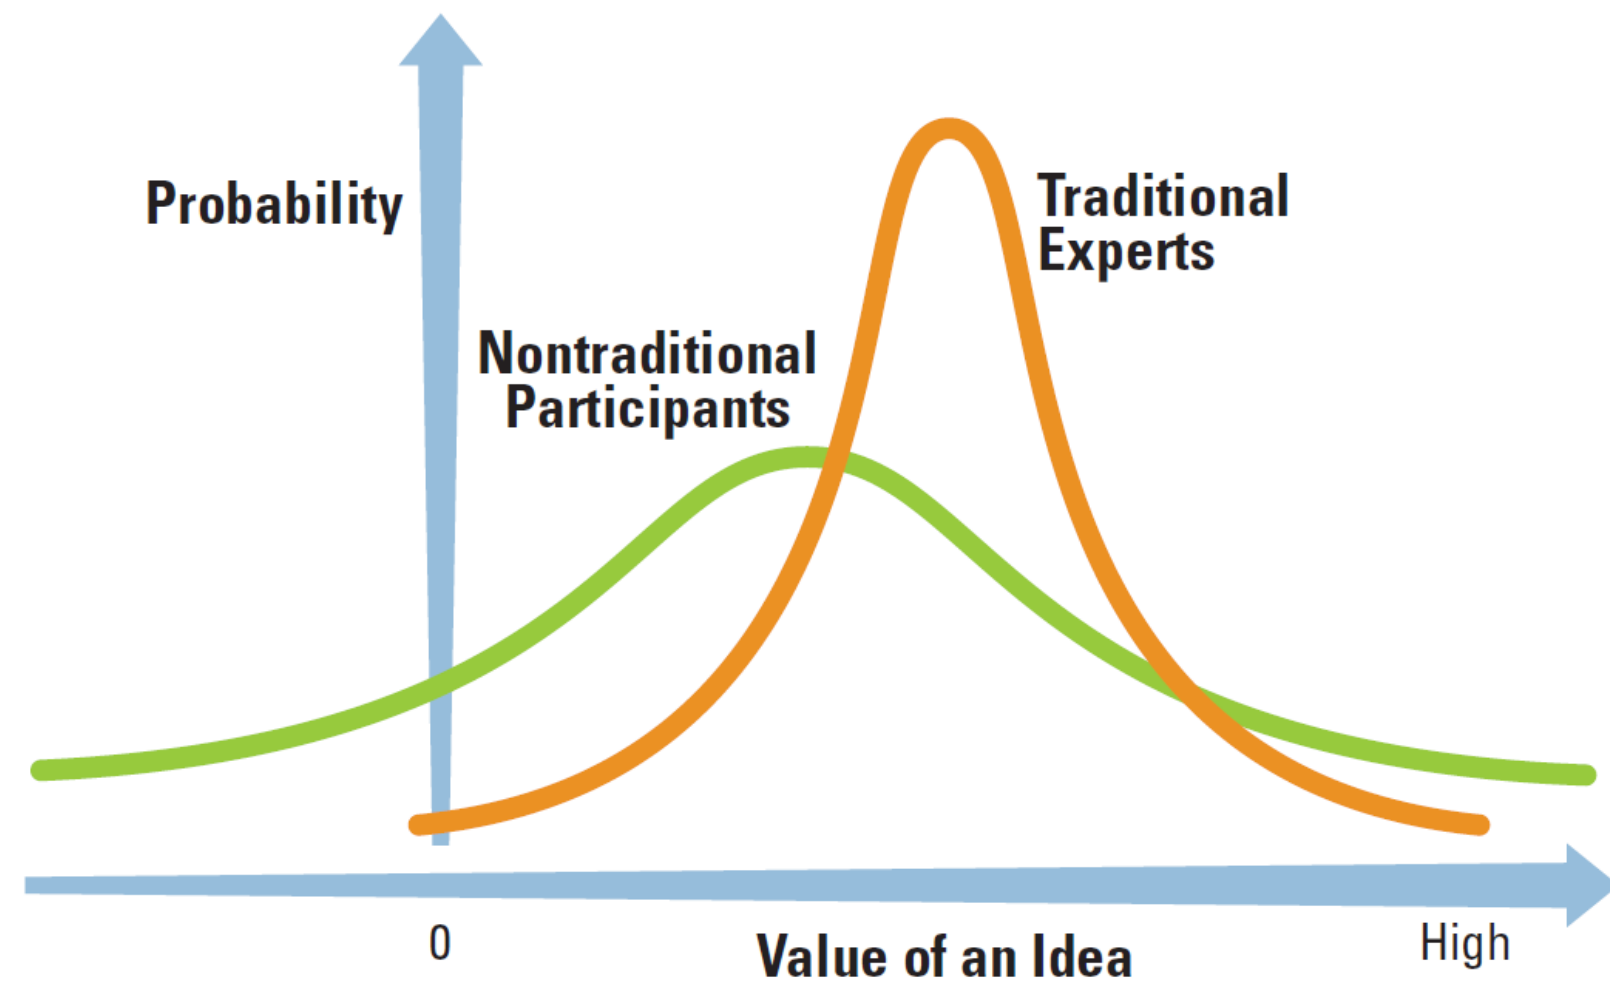 Probability
Traditional
Experts
Nontraditional
Participants
0
Value of an Idea
High